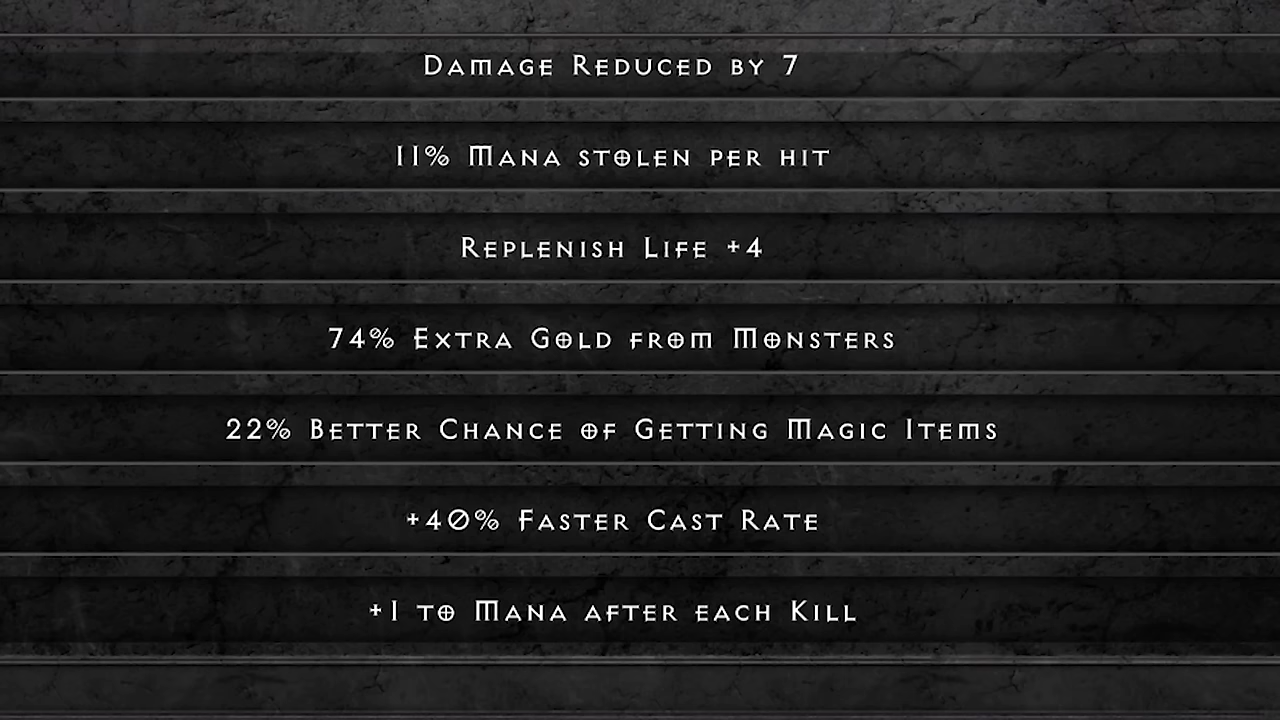 Damage Reduced by 7
11% Mana stolen per hit
Replenish Life +4
74% Extra Gold from Monsters
22% Better Chance of Getting Magic Items
+40% Faster Cast Rate
+1 to Mana after each Kill